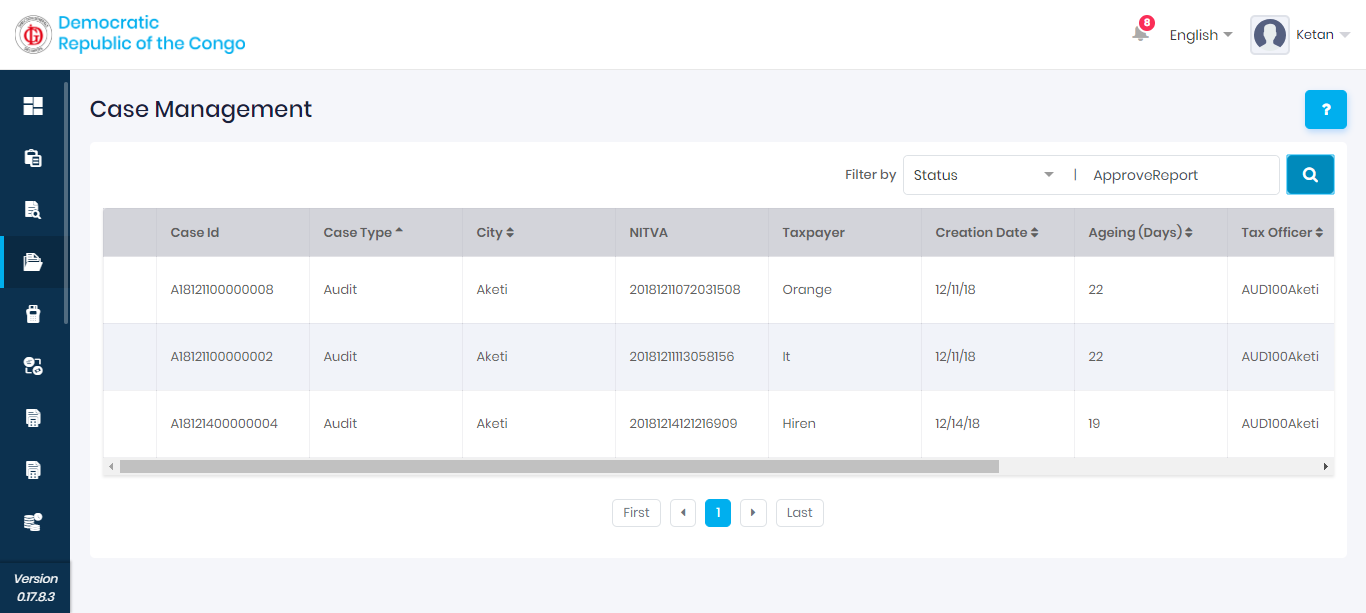 Democratic
Republic of the Congo
8
English
Ketan
Case Management
?
Filter by Status | ApproveReport
Case Id Case Type City NITVA Taxpayer Creation Date Ageing (Days) Tax Officer
A18121100000008 Audit Aketi 20181211072031508 Orange 12/11/18 22 AUD100Aketi
A18121100000002 Audit Aketi 20181211113058156 It 12/11/18 22 AUD100Aketi
A18121400000004 Audit Aketi 20181214121216909 Hiren 12/14/18 19 AUD100Aketi
First 1 Last
Version
0.17.8.3